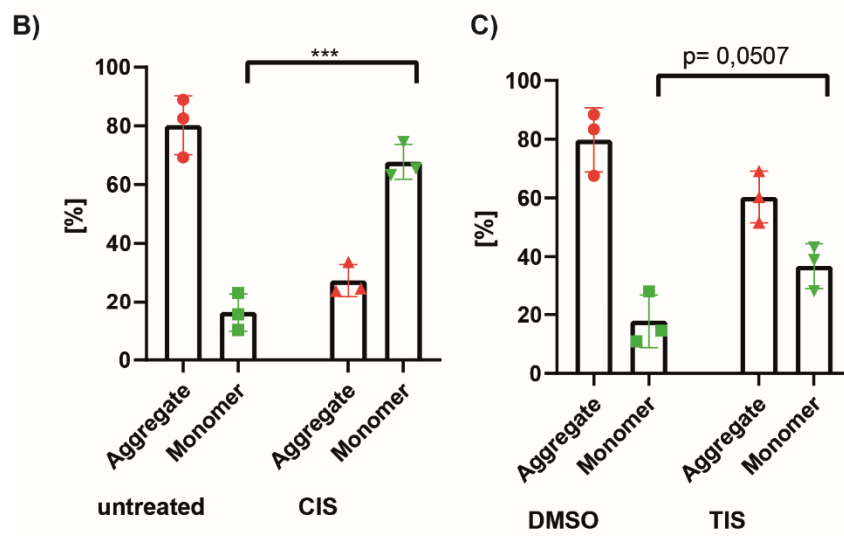 B)
***
100
80
60
40
20
0
[%]
Aggregate
Monomer
Aggregate
Monomer
untreated
CIS
C)
p= 0,0507
100
80
60
40
20
0
[%]
Aggregate
Monomer
Aggregate
Monomer
DMSO
TIS